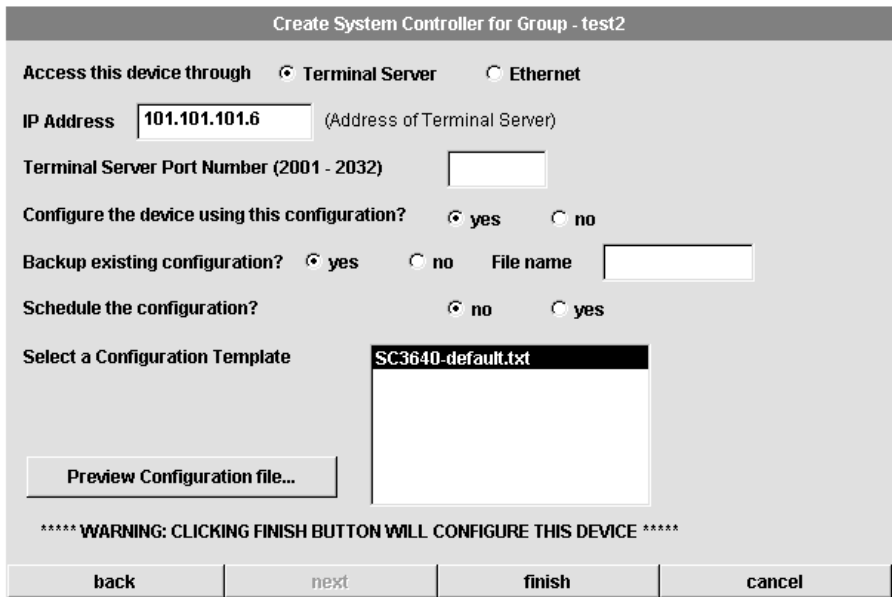 Create System Controller for Group - test2
Access this device through Terminal Server Ethernet
IP Address 101.101.101.6 (Address of Terminal Server)
Terminal Server Port Number (2001 - 2032)
Configure the device using this configuration? yes no
Backup existing configuration? yes no File name
Schedule the configuration? no yes
Select a Configuration Template SC3640-default.txt
Preview Configuration file...
***** WARNING: CLICKING FINISH BUTTON WILL CONFIGURE THIS DEVICE *****
back next finish cancel